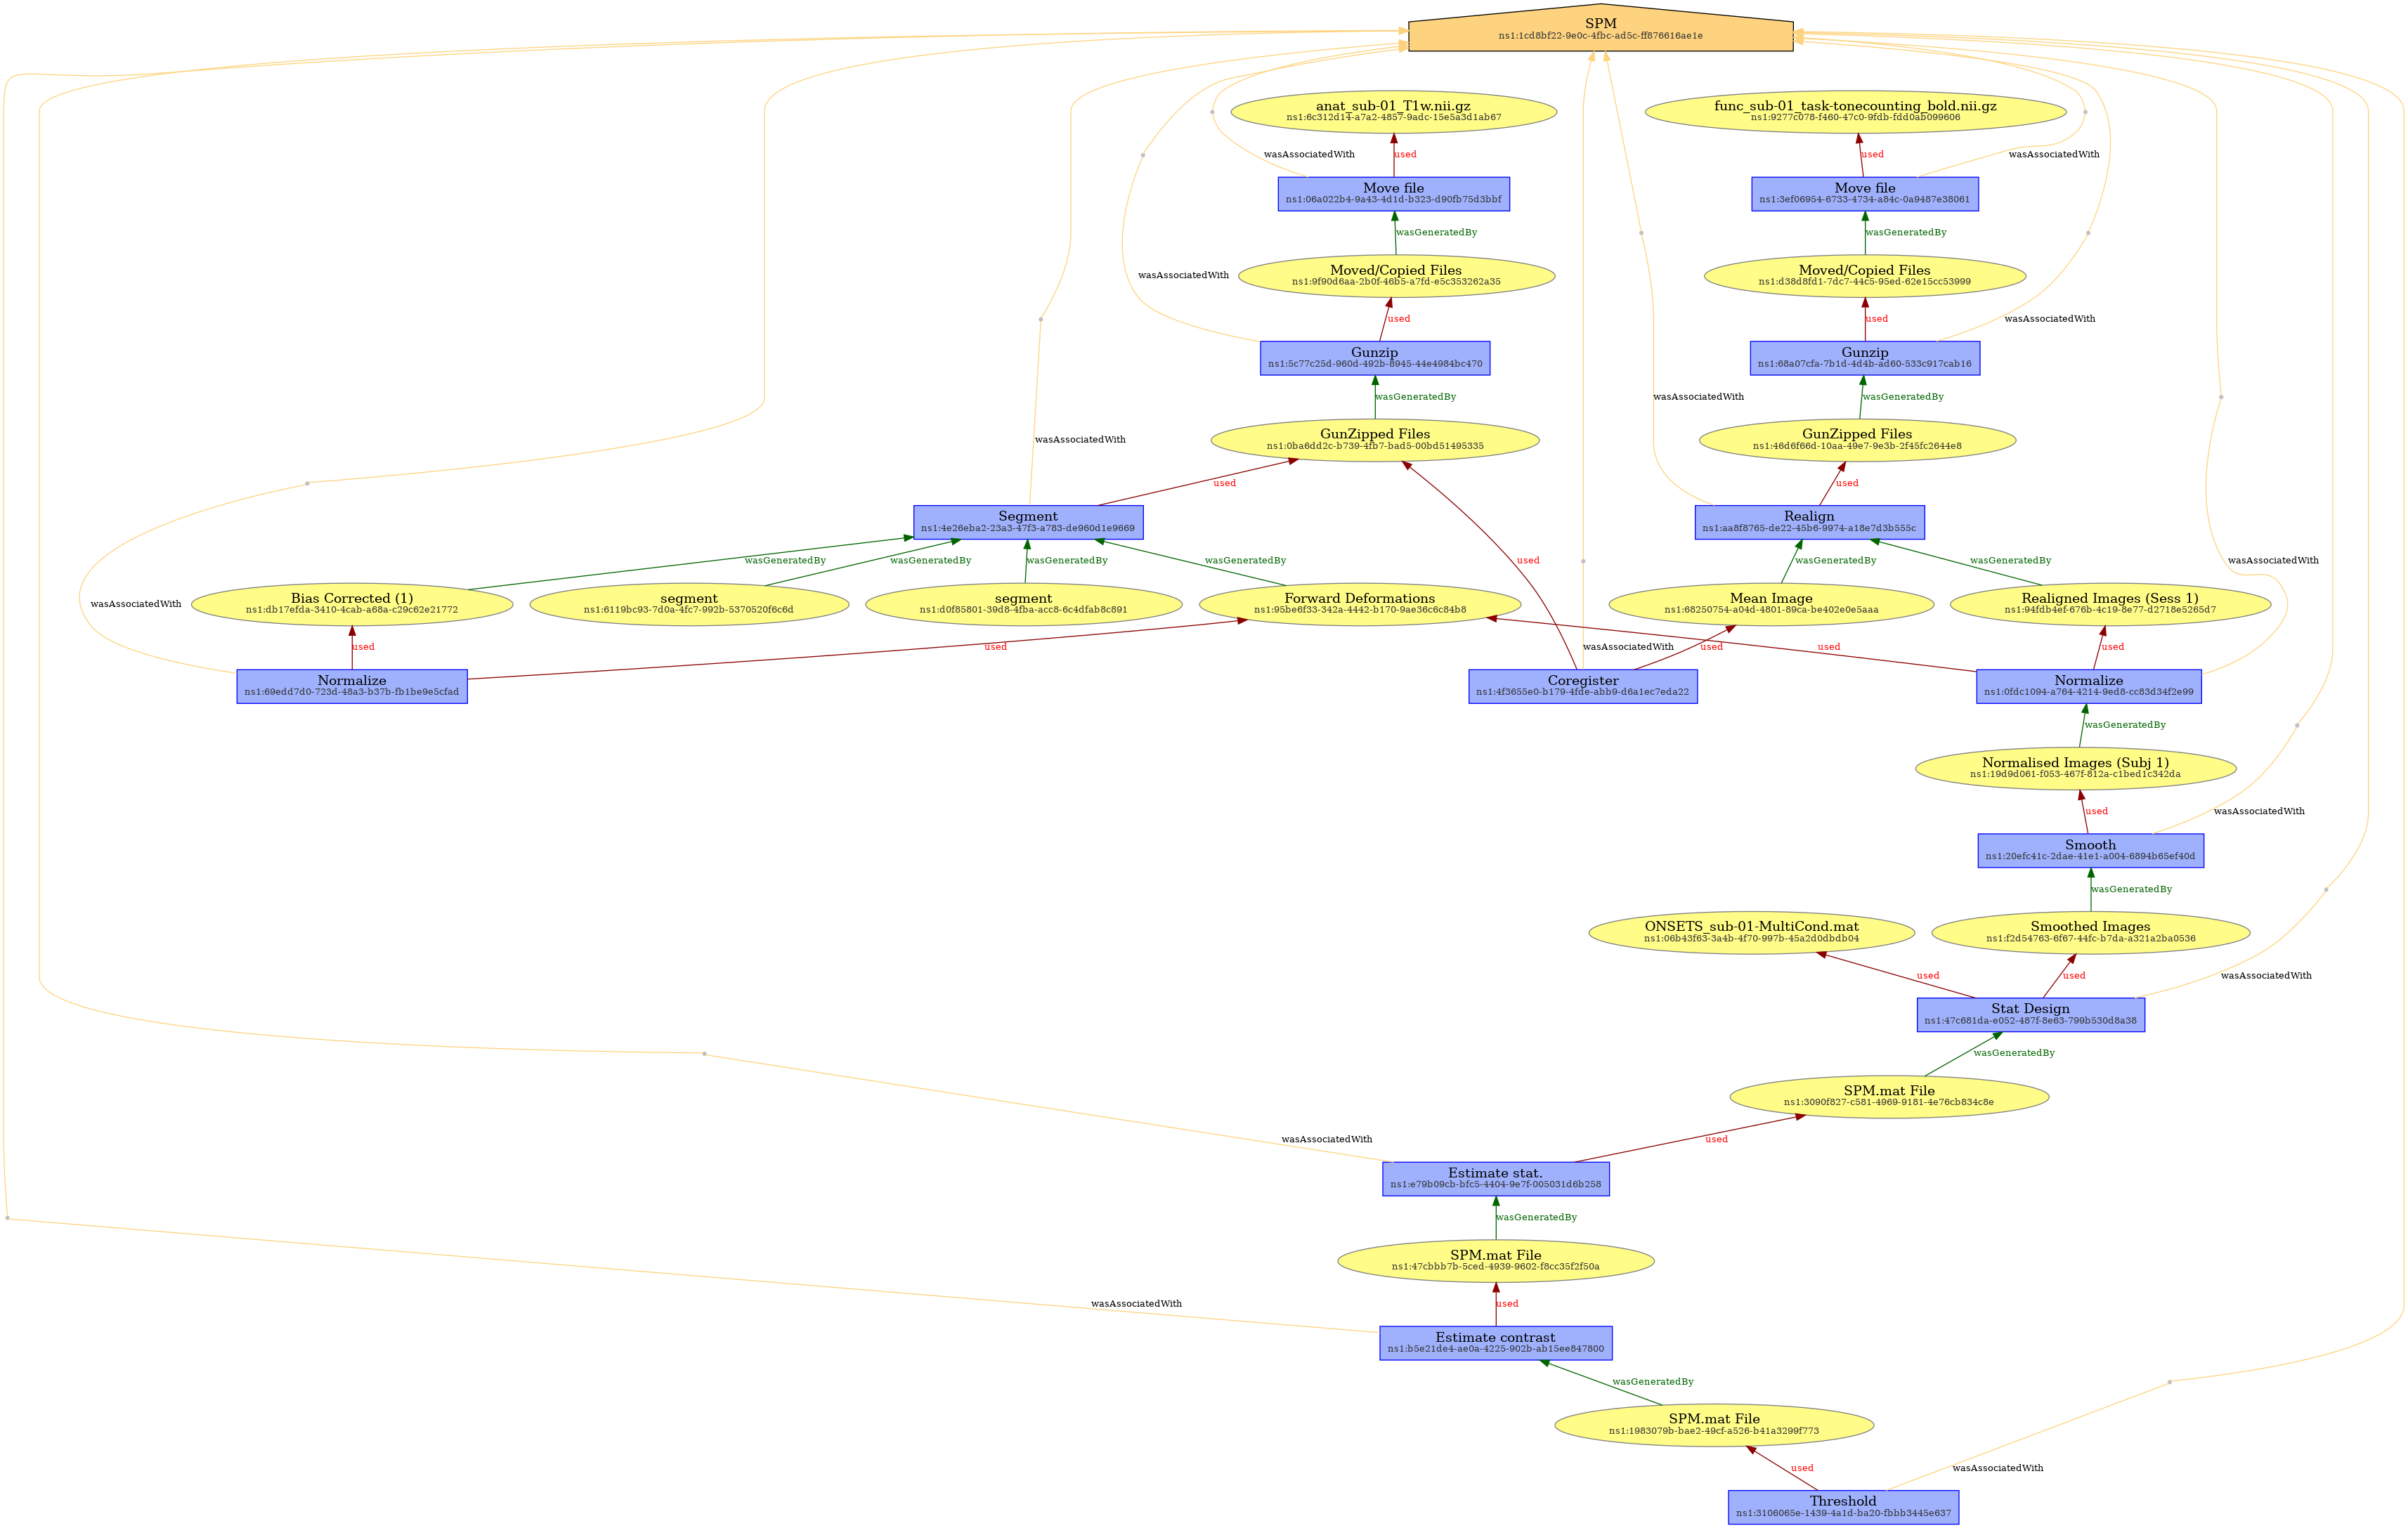 SPM
ns1:1cd8bf22-9e0c-4fbc-ad5c-ff876616ae1e
anat_sub-01_T1w.nii.gz
ns1:6c312d14-a7a2-4857-9adc-15e5a3d1ab67
func_sub-01_task-tonecounting_bold.nii.gz
ns1:9277c078-f460-47c0-9fdb-fdd0ab099606
wasAssociatedWith
used
used
wasAssociatedWith
Move file
ns1:06a022b4-9a43-4d1d-b323-d90fb75d3bbf
Move file
ns1:3ef06954-6733-4734-a84c-0a9487e38061
wasGeneratedBy
wasGeneratedBy
Moved/Copied Files
ns1:9f90d6aa-2b0f-46b5-a7fd-e5c353262a35
Moved/Copied Files
ns1:d38d8fd1-7dc7-44c5-95ed-62e15cc53999
wasAssociatedWith
used
used
wasAssociatedWith
Gunzip
ns1:5c77c25d-960d-492b-8945-44e4984bc470
Gunzip
ns1:68a07cfa-7b1d-4d4b-ad60-533c917cab16
wasGeneratedBy
wasAssociatedWith
wasGeneratedBy
wasAssociatedWith
GunZipped Files
ns1:0ba6dd2c-b739-4fb7-bad5-00bd51495335
GunZipped Files
ns1:46d6f66d-10aa-49e7-9e3b-2f45fc2644e8
used
used
Segment
ns1:4e26eba2-23a3-47f3-a783-de960d1e9669
Realign
ns1:aa8f8765-de22-45b6-9974-a18e7d3b555c
wasGeneratedBy
wasGeneratedBy
wasGeneratedBy
wasGeneratedBy
used
wasGeneratedBy
wasGeneratedBy
wasAssociatedWith
Bias Corrected (1)
ns1:db17efda-3410-4cab-a68a-c29c62e21772
segment
ns1:6119bc93-7d0a-4fc7-992b-5370520f6c6d
segment
ns1:d0f85801-39d8-4fba-acc8-6c4dfab8c891
Forward Deformations
ns1:95be6f33-342a-4442-b170-9ae36c6c84b8
Mean Image
ns1:68250754-a04d-4801-89ca-be402e0e5aaa
Realigned Images (Sess 1)
ns1:94fdb4ef-676b-4c19-8e77-d2718e5265d7
wasAssociatedWith
used
used
wasAssociatedWith
used
used
used
Normalize
ns1:69edd7d0-723d-48a3-b37b-fb1be9e5cfad
Coregister
ns1:4f3655e0-b179-4fde-abb9-d6a1ec7eda22
Normalize
ns1:0fdc1094-a764-4214-9ed8-cc83d34f2e99
wasGeneratedBy
Normalised Images (Subj 1)
ns1:19d9d061-f053-467f-812a-c1bed1c342da
used
wasAssociatedWith
Smooth
ns1:20efc41c-2dae-41e1-a004-6894b65ef40d
wasGeneratedBy
ONSETS_sub-01-MultiCond.mat
ns1:06b43f63-3a4b-4f70-997b-45a2d0dbdb04
Smoothed Images
ns1:f2d54763-6f67-44fc-b7da-a321a2ba0536
used
used
wasAssociatedWith
Stat Design
ns1:47c681da-e052-487f-8e63-799b530d8a38
wasGeneratedBy
SPM.mat File
ns1:3090f827-c581-4969-9181-4e76cb834c8e
wasAssociatedWith
used
Estimate stat.
ns1:e79b09cb-bfc5-4404-9e7f-005031d6b258
wasGeneratedBy
SPM.mat File
ns1:47cbbb7b-5ced-4939-9602-f8cc35f2f50a
wasAssociatedWith
used
Estimate contrast
ns1:b5e21de4-ae0a-4225-902b-ab15ee847800
wasGeneratedBy
SPM.mat File
ns1:1983079b-bae2-49cf-a526-b41a3299f773
used
wasAssociatedWith
Threshold
ns1:3106065e-1439-4a1d-ba20-fbbb3445e637